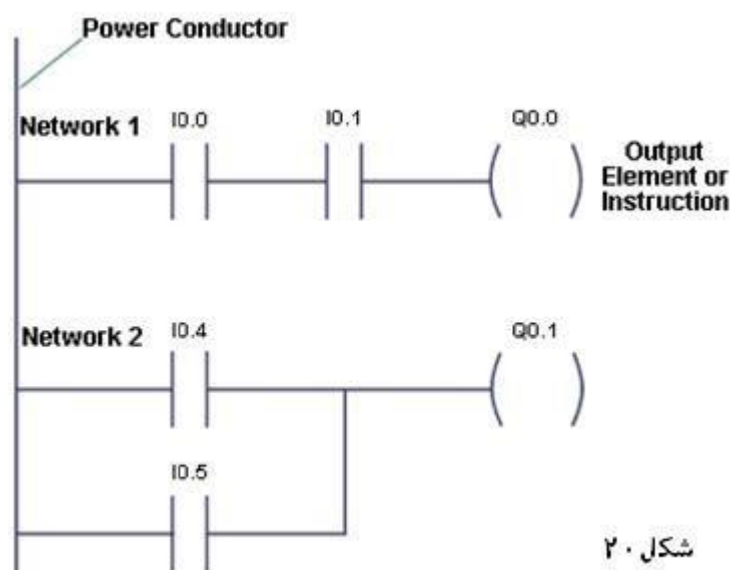 Power Conductor
Network 1 I0.0 I0.1 Q0.0
Output
Element or
Instruction
Network 2 I0.4 Q0.1
I0.5
شکل ۲۰